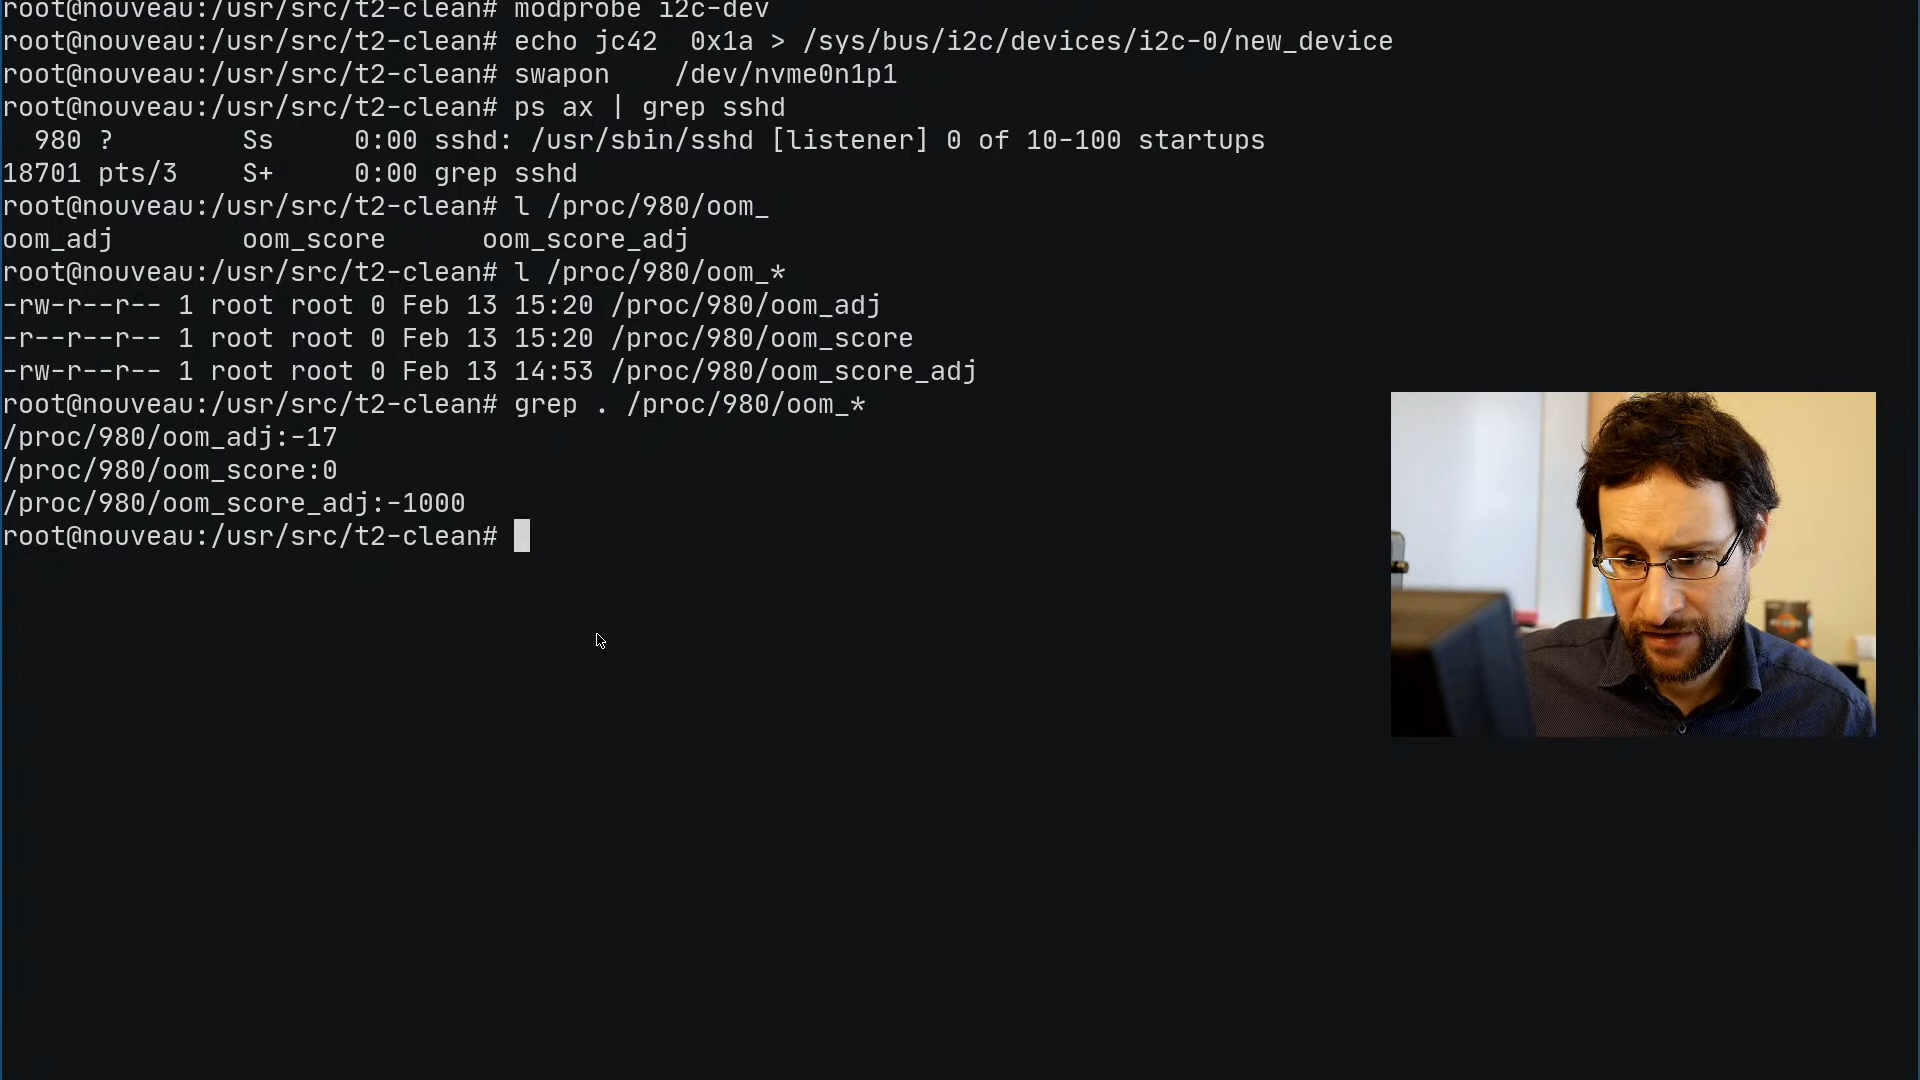 root@nouveau:/usr/src/t2-clean# modprobe i2c-dev
root@nouveau:/usr/src/t2-clean# echo jc42  0x1a > /sys/bus/i2c/devices/i2c-0/new_device
root@nouveau:/usr/src/t2-clean# swapon    /dev/nvme0n1p1
root@nouveau:/usr/src/t2-clean# ps ax | grep sshd
  980 ?        Ss     0:00 sshd: /usr/sbin/sshd [listener] 0 of 10-100 startups
18701 pts/3    S+     0:00 grep sshd
root@nouveau:/usr/src/t2-clean# l /proc/980/oom_
oom_adj        oom_score      oom_score_adj
root@nouveau:/usr/src/t2-clean# l /proc/980/oom_*
-rw-r--r-- 1 root root 0 Feb 13 15:20 /proc/980/oom_adj
-r--r--r-- 1 root root 0 Feb 13 15:20 /proc/980/oom_score
-rw-r--r-- 1 root root 0 Feb 13 14:53 /proc/980/oom_score_adj
root@nouveau:/usr/src/t2-clean# grep . /proc/980/oom_*
/proc/980/oom_adj:-17
/proc/980/oom_score:0
/proc/980/oom_score_adj:-1000
root@nouveau:/usr/src/t2-clean#